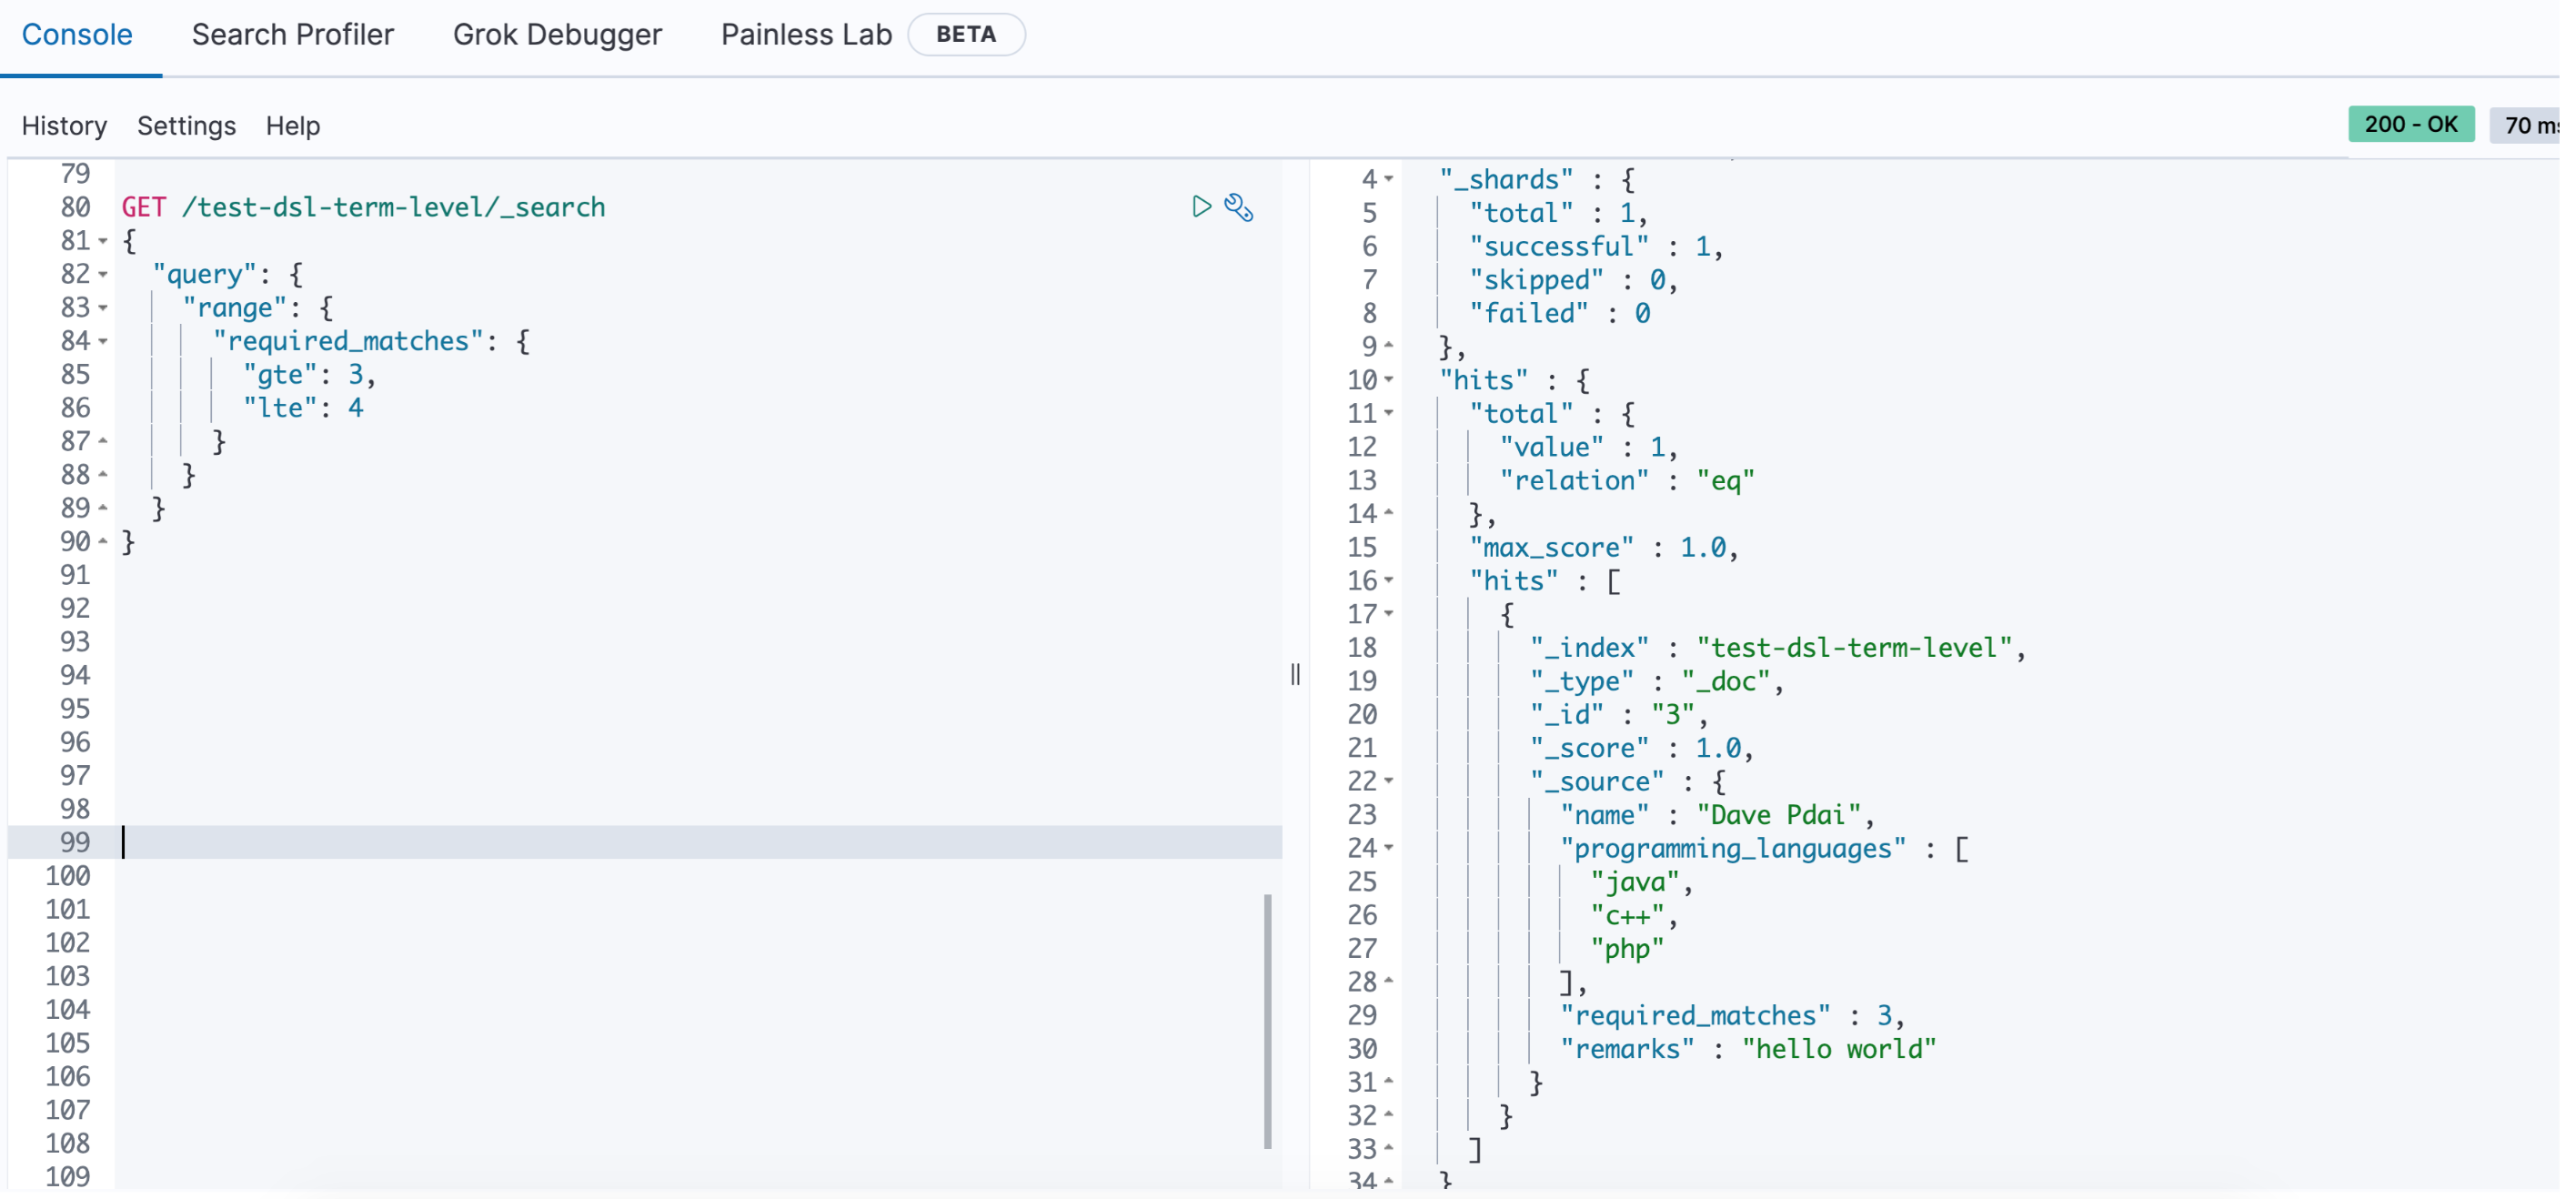 Console Search Profiler Grok Debugger Painless Lab BETA
History Settings Help 200 - OK 70 ms
79
80 GET /test-dsl-term-level/_search
81 {
82 "query": {
83 "range": {
84 "required_matches": {
85 "gte": 3,
86 "lte": 4
87 }
88 }
89 }
90 }
91
92
93
94
95
96
97
98
99
100
101
102
103
104
105
106
107
108
109
4 "_shards" : {
5 "total" : 1,
6 "successful" : 1,
7 "skipped" : 0,
8 "failed" : 0
9 },
10 "hits" : {
11 "total" : {
12 "value" : 1,
13 "relation" : "eq"
14 },
15 "max_score" : 1.0,
16 "hits" : [
17 {
18 "_index" : "test-dsl-term-level",
19 "_type" : "_doc",
20 "_id" : "3",
21 "_score" : 1.0,
22 "_source" : {
23 "name" : "Dave Pdai",
24 "programming_languages" : [
25 "java",
26 "c++",
27 "php"
28 ],
29 "required_matches" : 3,
30 "remarks" : "hello world"
31 }
32 }
33 ]
34 }